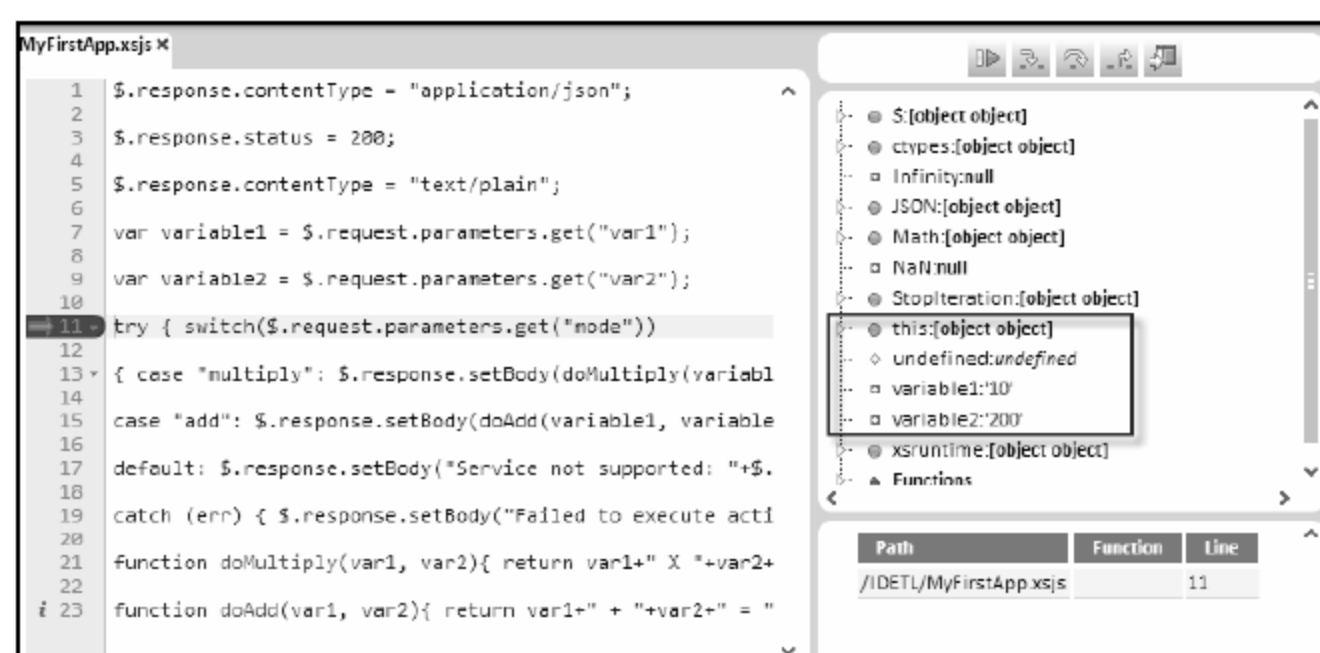 MyFirstApp.xsjs ×
1 $.response.contentType = "application/json";
2
3 $.response.status = 200;
4
5 $.response.contentType = "text/plain";
6
7 var variable1 = $.request.parameters.get("var1");
8
9 var variable2 = $.request.parameters.get("var2");
10
11 try { switch($.request.parameters.get("mode"))
12
13 { case "multiply": $.response.setBody(doMultiply(variabl
14
15 case "add": $.response.setBody(doAdd(variable1, variable
16
17 default: $.response.setBody("Service not supported: "+$.
18
19 catch (err) { $.response.setBody("Failed to execute acti
20
21 function doMultiply(var1, var2){ return var1+" X "+var2+
22
i 23 function doAdd(var1, var2){ return var1+" + "+var2+" = "
$:[object object]
ctypes:[object object]
Infinity:null
JSON:[object object]
Math:[object object]
NaN:null
StopIteration:[object object]
this:[object object]
undefined:undefined
variable1:'10'
variable2:'200'
xsruntime:[object object]
Functions
Path Function Line
/IDETL/MyFirstApp.xsjs 11